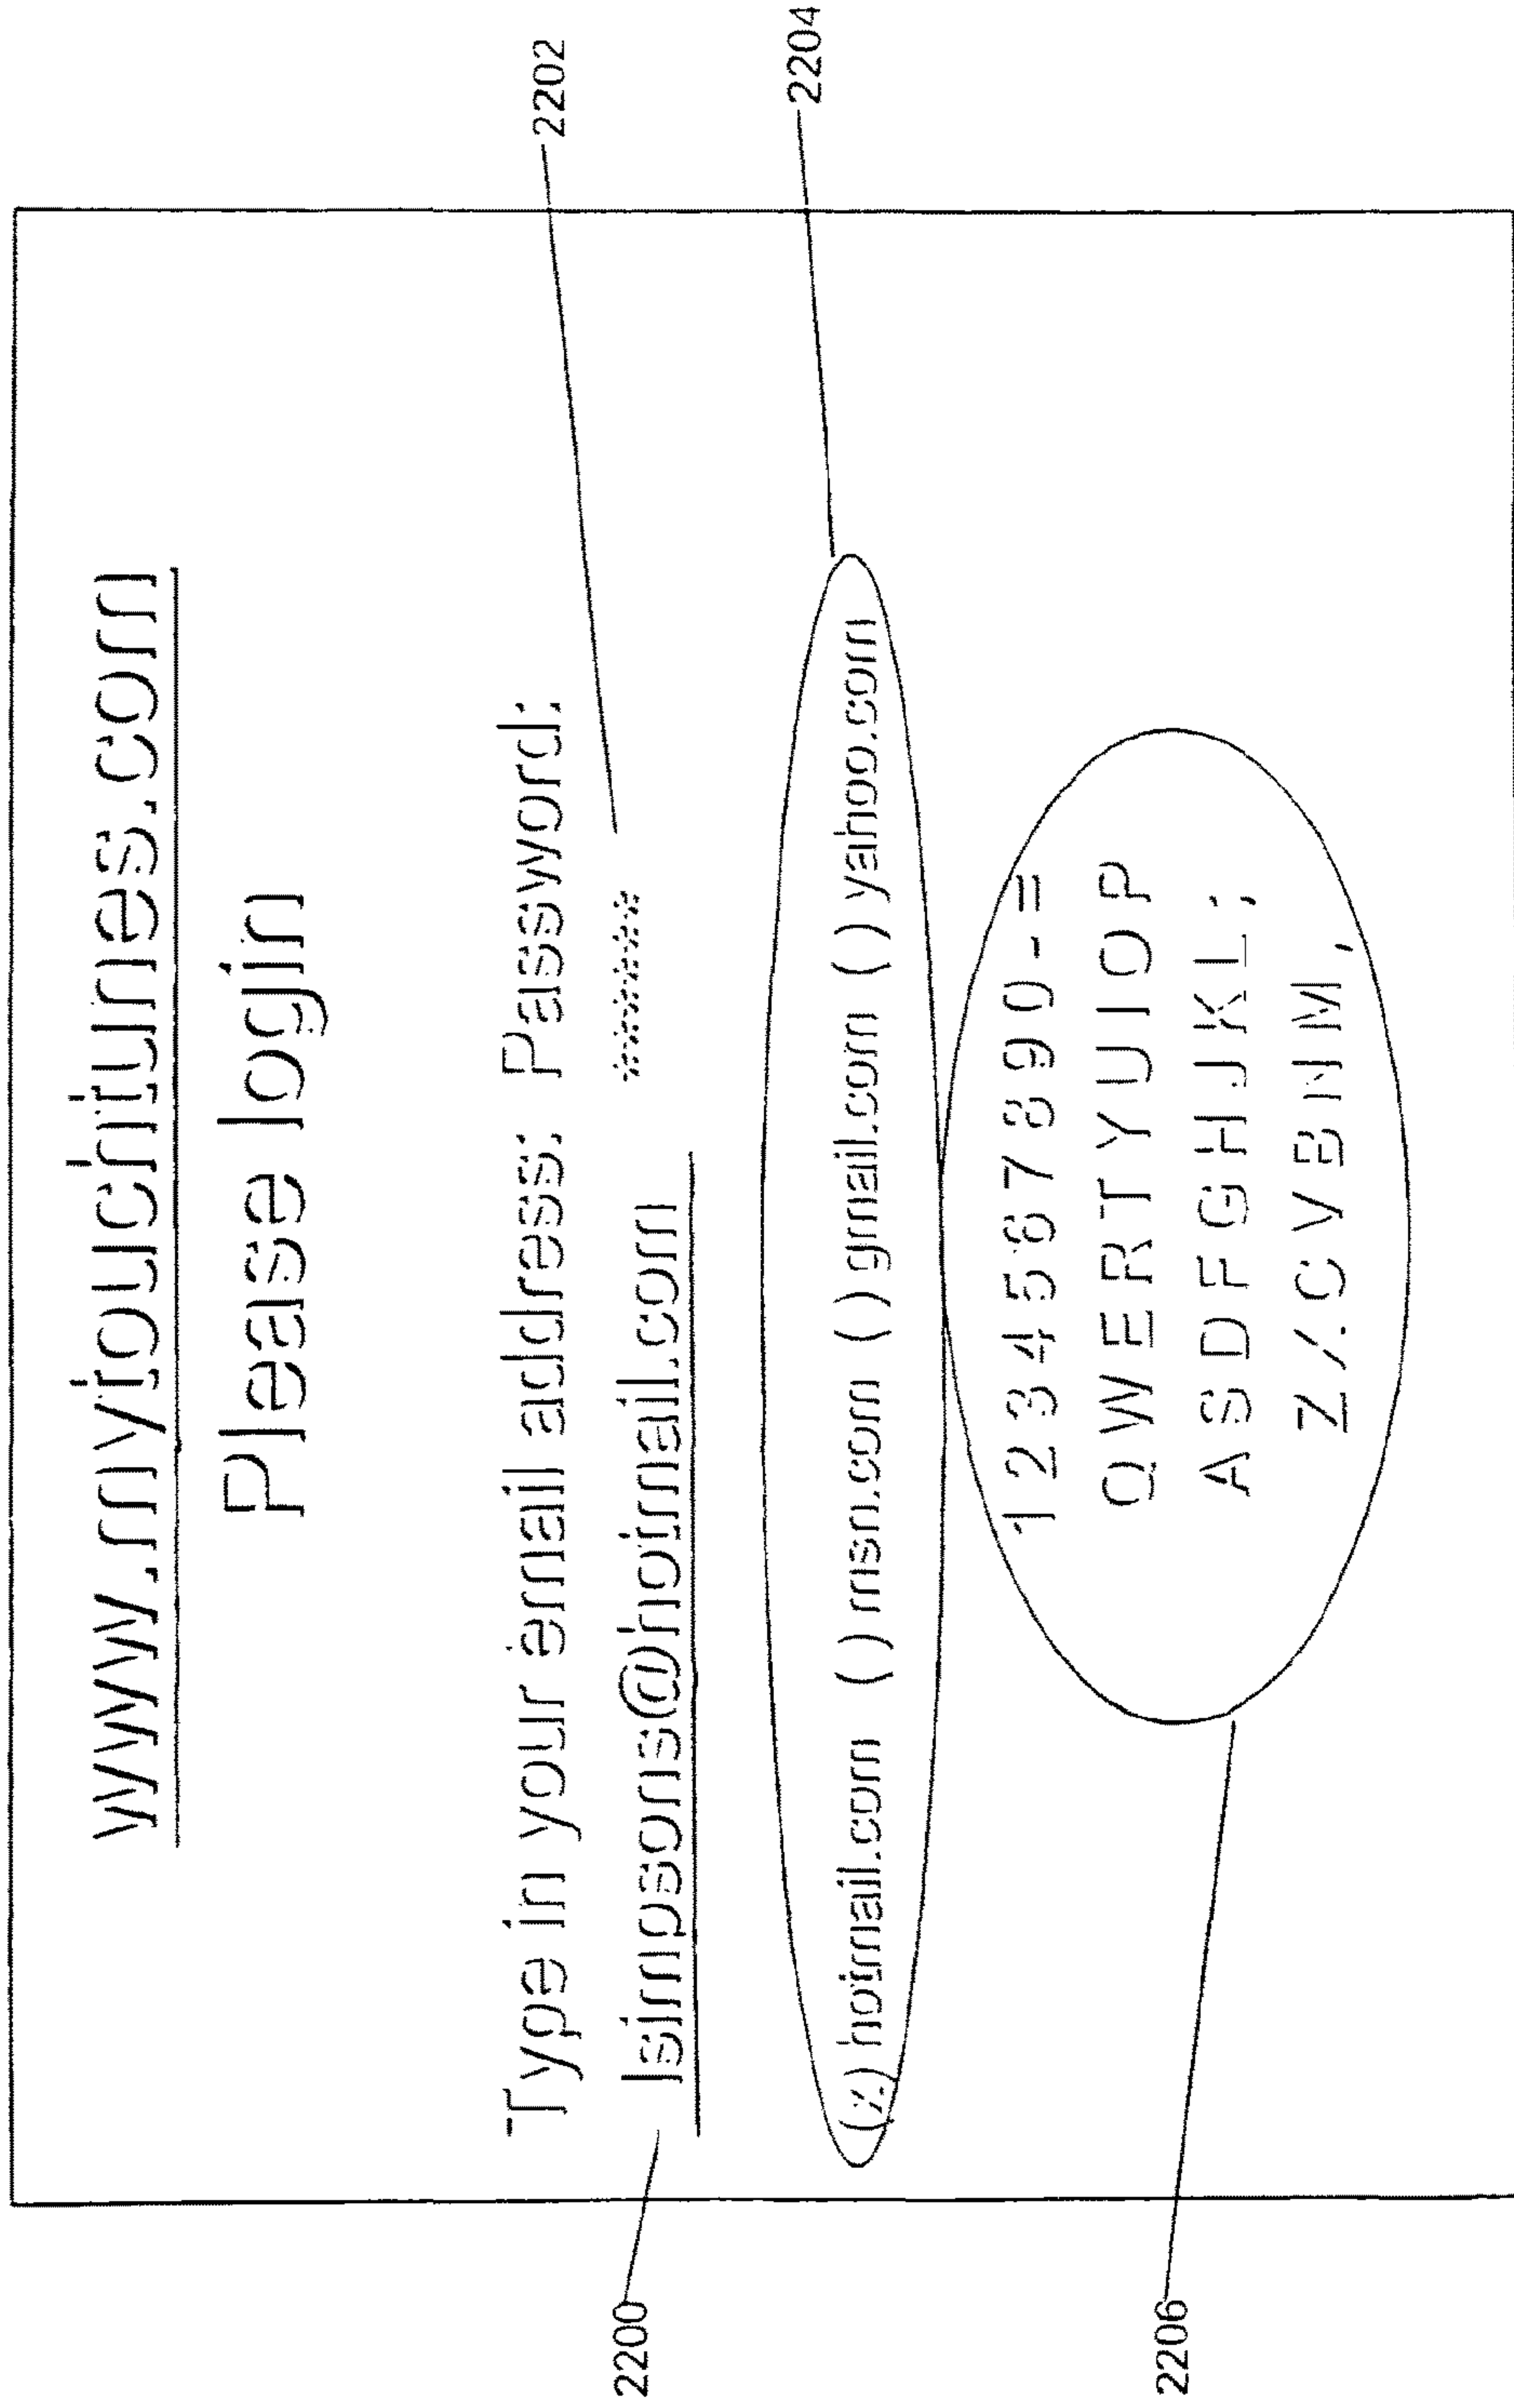 www.mytouchtunes.com
Please login
2202
Type in your email address: Password:
2200
lsimpsons@hotmail.com *******
2204
(x) hotmail.com ( ) msn.com ( ) gmail.com ( ) yahoo.com
1 2 3 4 5 6 7 8 9 0 - =
Q W E R T Y U I O P
A S D F G H J K L ;
Z X C V B N M ,
2206